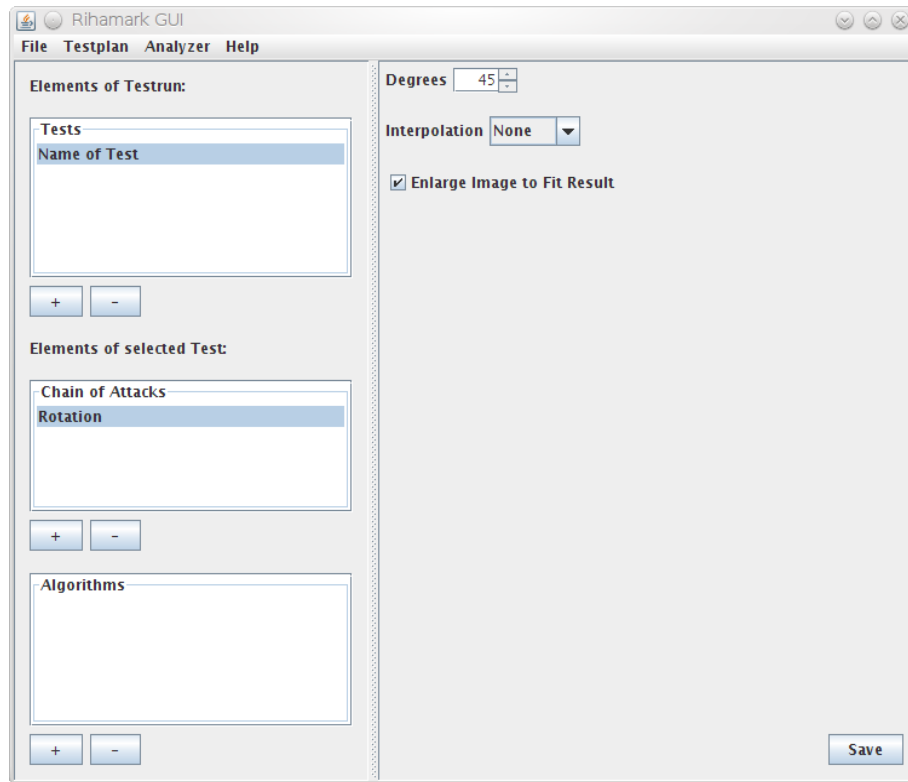 Rihamark GUI
File Testplan Analyzer Help
Elements of Testrun:
Tests
Name of Test
+ -
Elements of selected Test:
Chain of Attacks
Rotation
+ -
Algorithms
+ -
Degrees 45
Interpolation None
Enlarge Image to Fit Result
Save